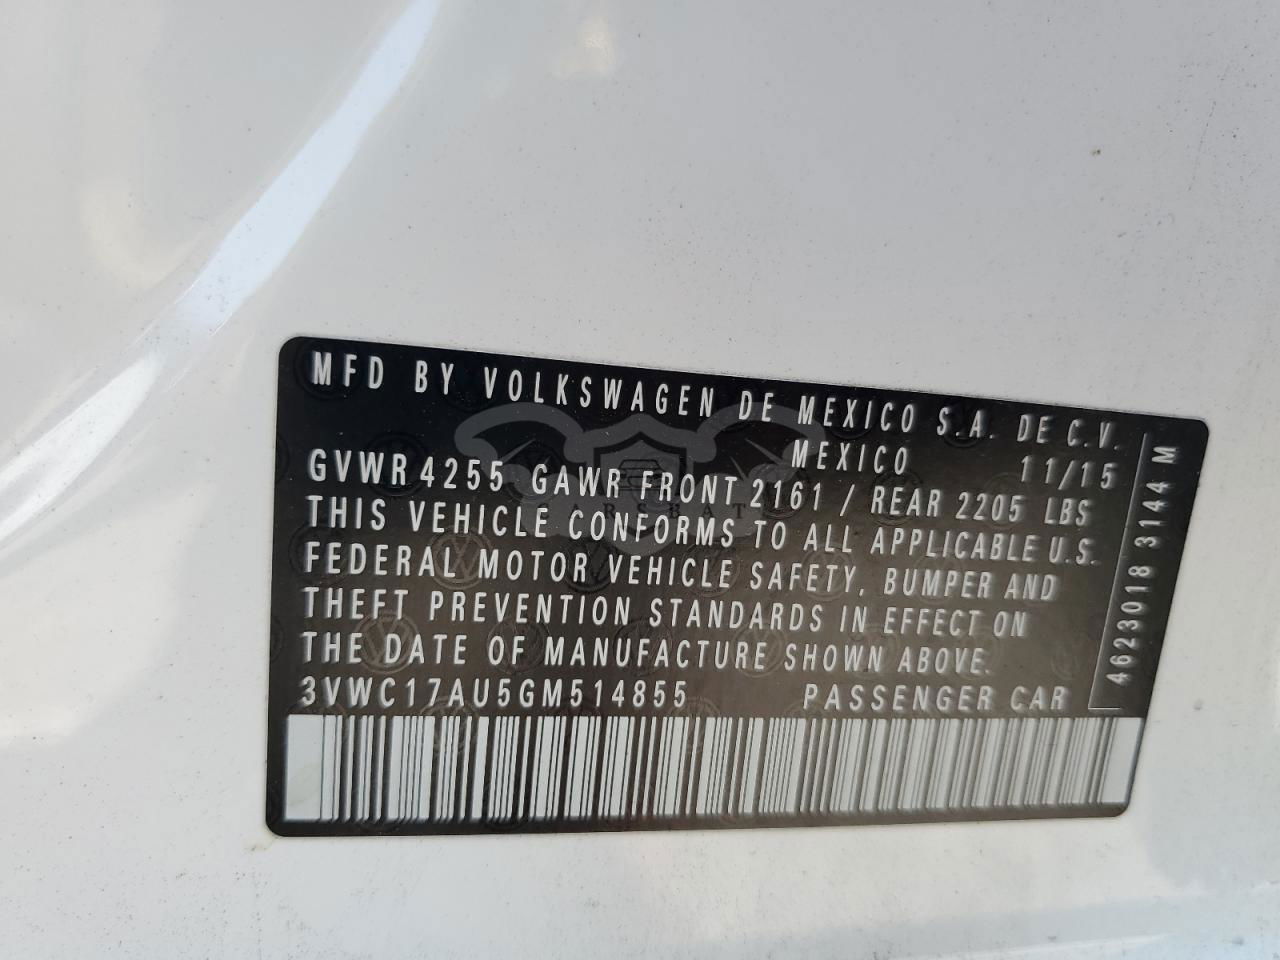 MFD BY VOLKSWAGEN DE MEXICO S.A. DE C.V.
MEXICO 11/15
GVWR 4255 GAWR FRONT 2161 / REAR 2205 LBS
THIS VEHICLE CONFORMS TO ALL APPLICABLE U.S.
FEDERAL MOTOR VEHICLE SAFETY, BUMPER AND
THEFT PREVENTION STANDARDS IN EFFECT ON
THE DATE OF MANUFACTURE SHOWN ABOVE.
3VWC17AU5GM514855 PASSENGER CAR
4623018 3144 M
CARSBAT